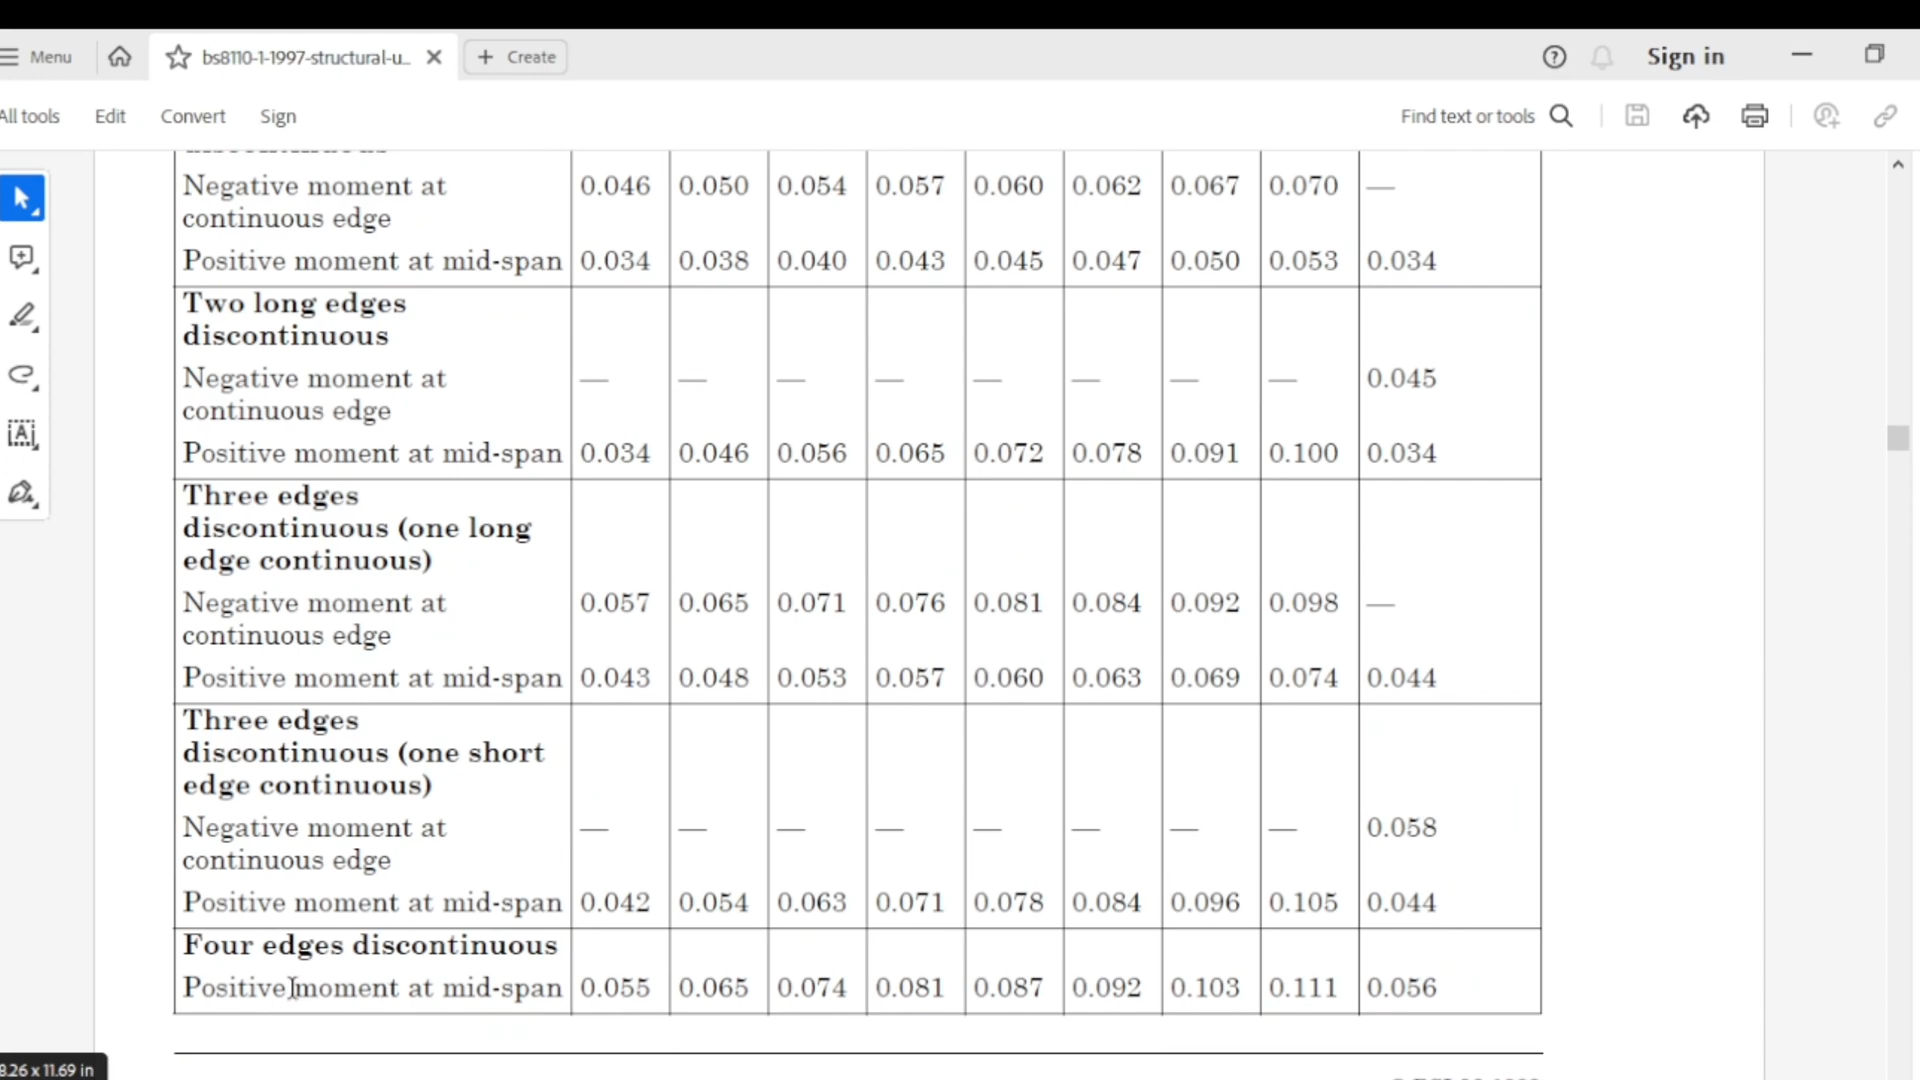 Menu bs8110-1-1997-structural-u... Create Sign in
All tools Edit Convert Sign Find text or tools
discontinuous
Negative moment at 0.046 0.050 0.054 0.057 0.060 0.062 0.067 0.070 —
continuous edge
Positive moment at mid-span 0.034 0.038 0.040 0.043 0.045 0.047 0.050 0.053 0.034
Two long edges
discontinuous
Negative moment at — — — — — — — — 0.045
continuous edge
Positive moment at mid-span 0.034 0.046 0.056 0.065 0.072 0.078 0.091 0.100 0.034
Three edges
discontinuous (one long
edge continuous)
Negative moment at 0.057 0.065 0.071 0.076 0.081 0.084 0.092 0.098 —
continuous edge
Positive moment at mid-span 0.043 0.048 0.053 0.057 0.060 0.063 0.069 0.074 0.044
Three edges
discontinuous (one short
edge continuous)
Negative moment at — — — — — — — — 0.058
continuous edge
Positive moment at mid-span 0.042 0.054 0.063 0.071 0.078 0.084 0.096 0.105 0.044
Four edges discontinuous
Positive moment at mid-span 0.055 0.065 0.074 0.081 0.087 0.092 0.103 0.111 0.056
8.26 x 11.69 in